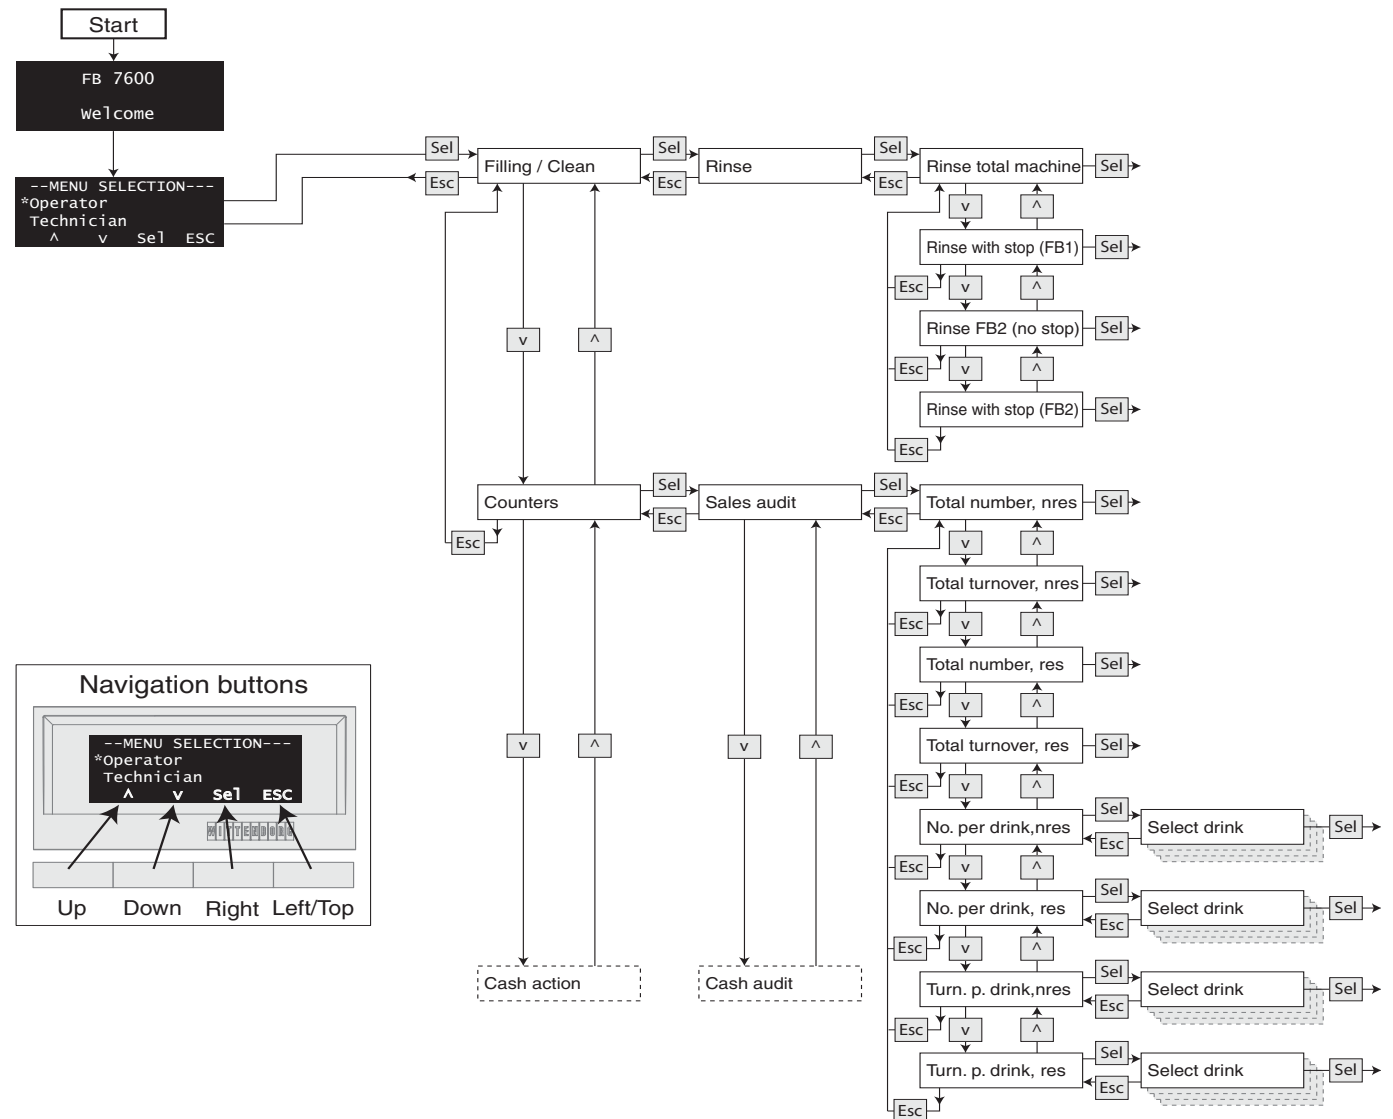 Start
FB 7600
Welcome
--MENU SELECTION---
*Operator
Technician
^ v Sel ESC
Sel Filling / Clean Sel Rinse Sel Rinse total machine Sel
Esc Esc Esc
v ^
Rinse with stop (FB1) Sel
Esc v ^
Rinse FB2 (no stop) Sel
v ^
Esc v ^
Rinse with stop (FB2) Sel
Esc
Counters Sel Sales audit Sel Total number, nres Sel
Esc Esc
Esc v ^
Total turnover, nres Sel
Esc v ^
Total number, res Sel
Esc v ^
v ^ v ^ Total turnover, res Sel
Esc v ^
No. per drink,nres Sel Select drink Sel
Esc
Esc v ^
No. per drink, res Sel Select drink Sel
Esc
Esc v ^
Cash action Cash audit Turn. p. drink,nres Sel Select drink Sel
Esc
Esc v ^
Turn. p. drink, res Sel Select drink Sel
Esc
Esc
Navigation buttons
--MENU SELECTION---
*Operator
Technician
^ v Sel ESC
WITTENBORG
Up Down Right Left/Top